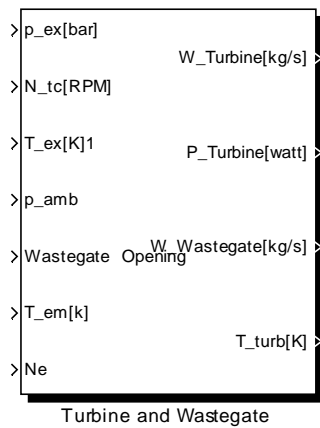 p_ex[bar]
W_Turbine[kg/s]
N_tc[RPM]
T_ex[K]1
P_Turbine[watt]
p_amb
W_Wastegate[kg/s]
Wastegate Opening
T_em[k]
T_turb[K]
Ne
Turbine and Wastegate